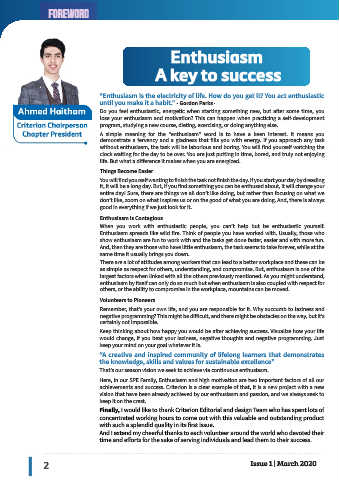 FOREWORD
Enthusiasm
A key to success
Ahmed Haitham
Criterion Chairperson
Chapter President
"Enthusiasm is the electricity of life. How do you get it? You act enthusiastic
until you make it a habit." - Gordon Parks-
Do you feel enthusiastic, energetic when starting something new, but after some time, you
lose your enthusiasm and motivation? This can happen when practicing a self-development
program, studying a new course, dieting, exercising, or doing anything else.
A simple meaning for the "enthusiasm" word is to have a keen interest. It means you
demonstrate a fervency and a gladness that fills you with energy. If you approach any task
without enthusiasm, the task will be laborious and boring. You will find yourself watching the
clock waiting for the day to be over. You are just putting in time, bored, and truly not enjoying
life. But what a difference it makes when you are energized.
Things Become Easier
You will find yourself wanting to finish the task not finish the day. If you start your day by dreading
it, it will be a long day. But, if you find something you can be enthused about, it will change your
entire day! Sure, there are things we all don't like doing, but rather than focusing on what we
don't like, zoom on what inspires us or on the good of what you are doing. And, there is always
good in everything if we just look for it.
Enthusiasm is Contagious
When you work with enthusiastic people, you can't help but be enthusiastic yourself.
Enthusiasm spreads like wild fire. Think of people you have worked with. Usually, those who
show enthusiasm are fun to work with and the tasks get done faster, easier and with more fun.
And, then they are those who have little enthusiasm, the task seems to take forever, while at the
same time it usually brings you down.
There are a lot of attitudes among workers that can lead to a better workplace and these can be
as simple as respect for others, understanding, and compromise. But, enthusiasm is one of the
largest factors when linked with all the others previously mentioned. As you might understand,
enthusiasm by itself can only do so much but when enthusiasm is also coupled with respect for
others, or the ability to compromise in the workplace, mountains can be moved.
Volunteers to Pioneers
Remember, that's your own life, and you are responsible for it. Why succumb to laziness and
negative programming? This might be difficult, and there might be obstacles on the way, but it's
certainly not impossible.
Keep thinking about how happy you would be after achieving success. Visualize how your life
would change, if you beat your laziness, negative thoughts and negative programming. Just
keep your mind on your goal whatever it is.
"A creative and inspired community of lifelong learners that demonstrates
the knowledge, skills and values for sustainable excellence"
That's our season vision we seek to achieve via continuous enthusiasm.
Here, in our SPE Family, Enthusiasm and high motivation are two important factors of all our
achievements and success. Criterion is a clear example of that, it is a new project with a new
vision that have been already achieved by our enthusiasm and passion, and we always seek to
keep it on the crest.
Finally, I would like to thank Criterion Editorial and design Team who has spent lots of
concentrated working hours to come out with this valuable and outstanding product
with such a splendid quality in its first issue.
And I extend my cheerful thanks to each volunteer around the world who devoted their
time and efforts for the sake of serving individuals and lead them to their success.
2
Issue 1 | March 2020